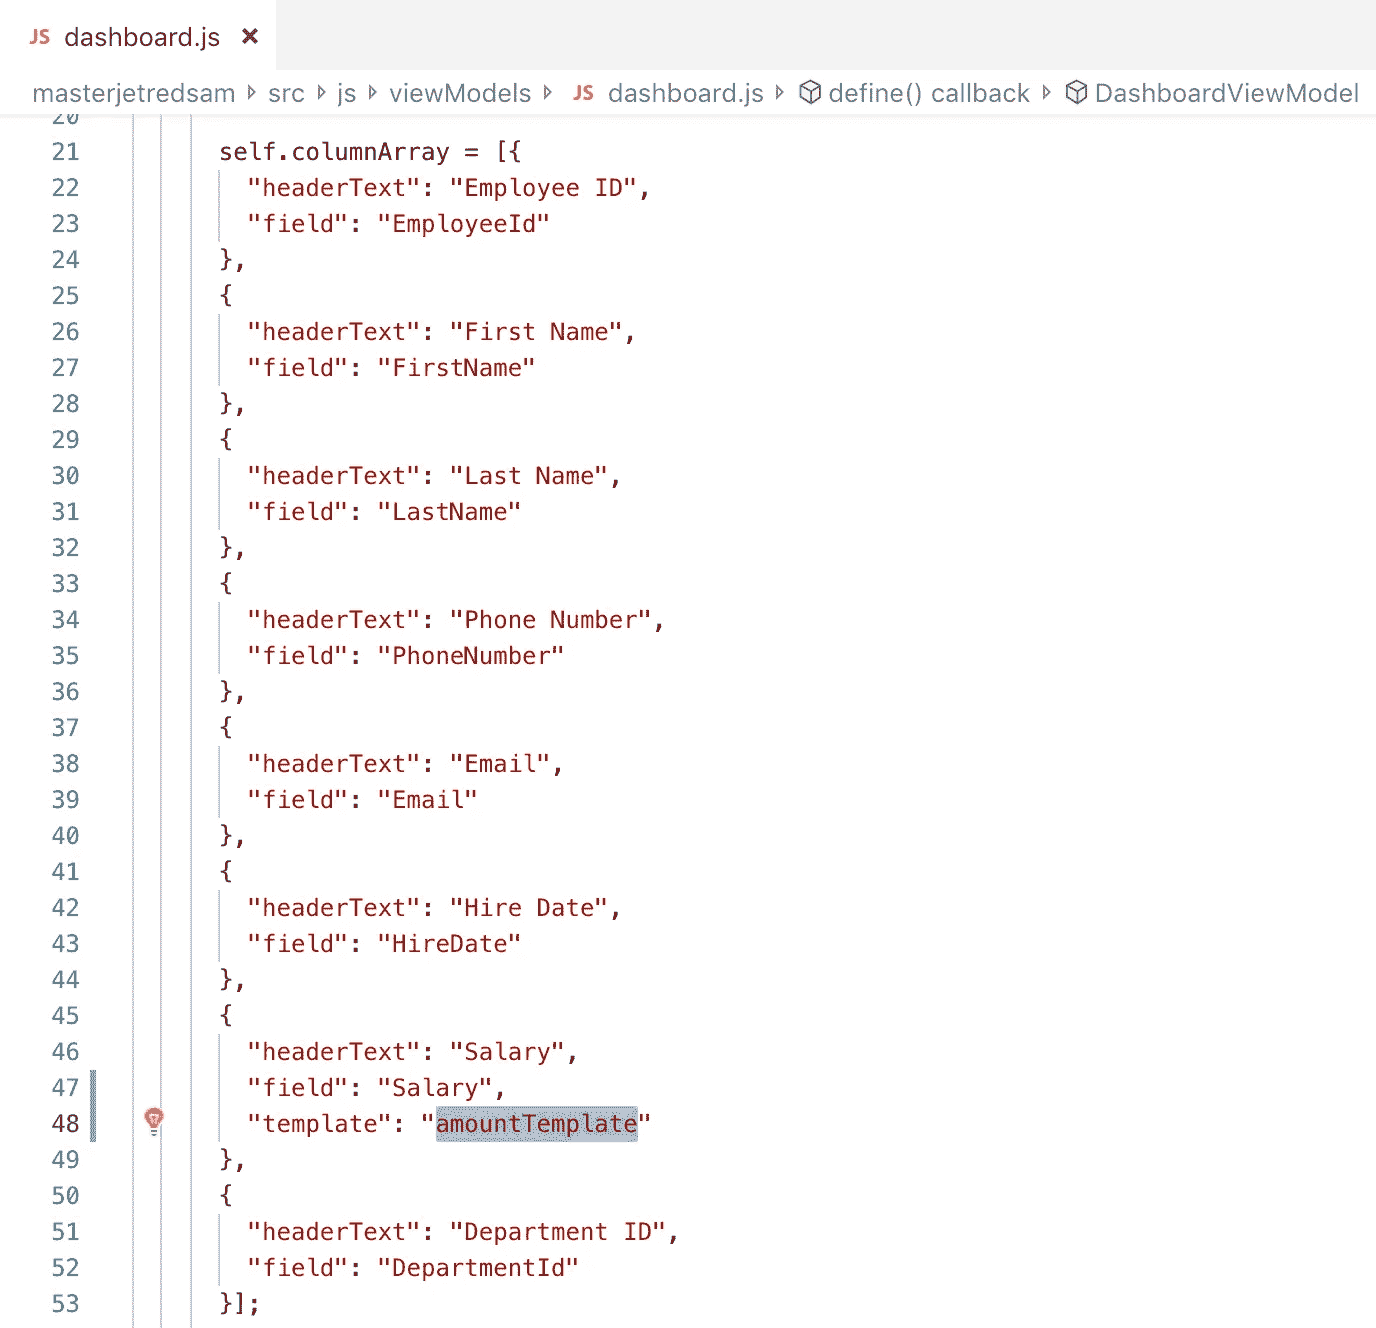 JS dashboard.js ×
masterjetredsam > src > js > viewModels > JS dashboard.js > define() callback > DashboardViewModel
20
21 self.columnArray = [{
22 "headerText": "Employee ID",
23 "field": "EmployeeId"
24 },
25 {
26 "headerText": "First Name",
27 "field": "FirstName"
28 },
29 {
30 "headerText": "Last Name",
31 "field": "LastName"
32 },
33 {
34 "headerText": "Phone Number",
35 "field": "PhoneNumber"
36 },
37 {
38 "headerText": "Email",
39 "field": "Email"
40 },
41 {
42 "headerText": "Hire Date",
43 "field": "HireDate"
44 },
45 {
46 "headerText": "Salary",
47 "field": "Salary",
48 "template": "amountTemplate"
49 },
50 {
51 "headerText": "Department ID",
52 "field": "DepartmentId"
53 }];